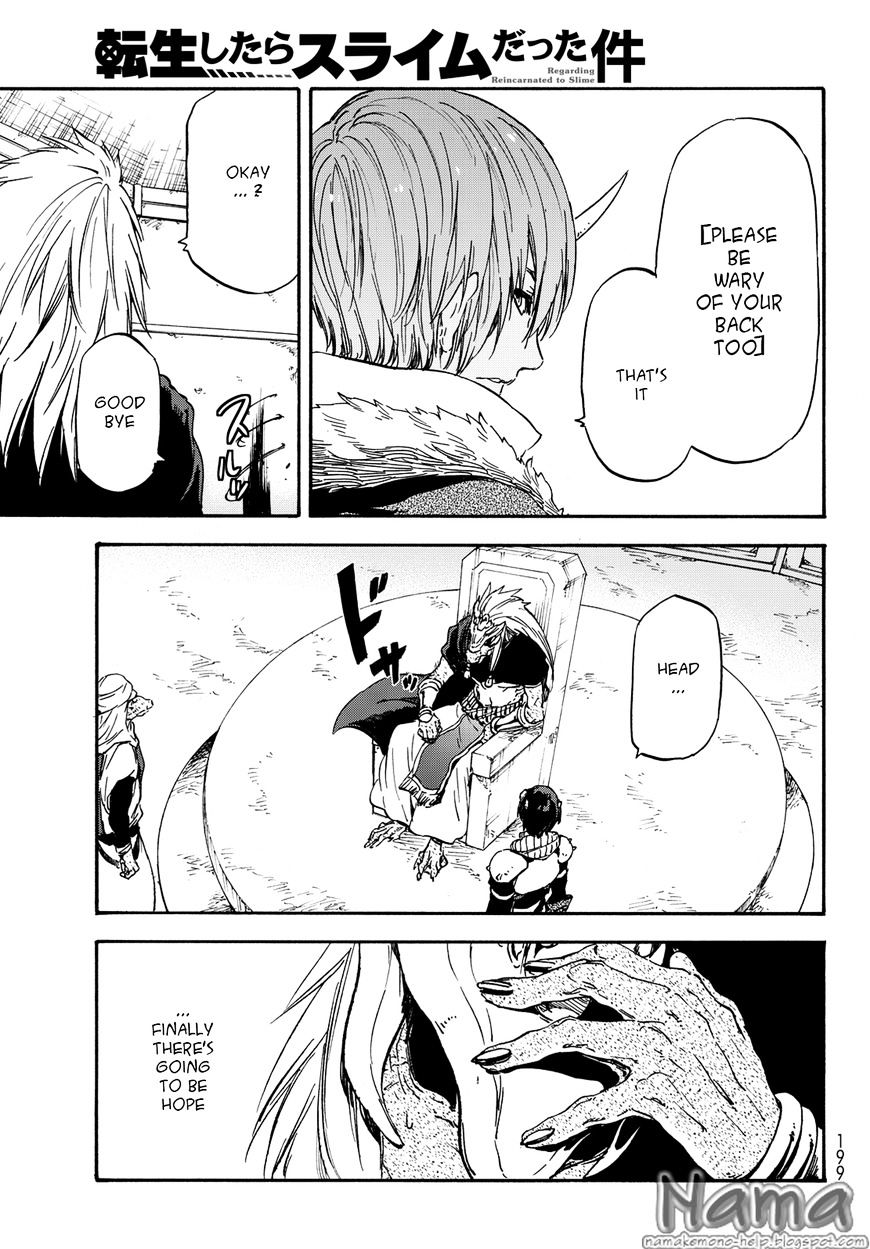 転生したらスライムだった件
Regarding
Reincarnated to Slime
[PLEASE
BE
WARY
OF YOUR
BACK
TOO]
THAT'S
IT
OKAY
...?
GOOD
BYE
ズルッ
ドサッ
HEAD
...
...
FINALLY
THERE'S
GOING
TO BE
HOPE
199
Nama
namakemono-help.blogspot.com